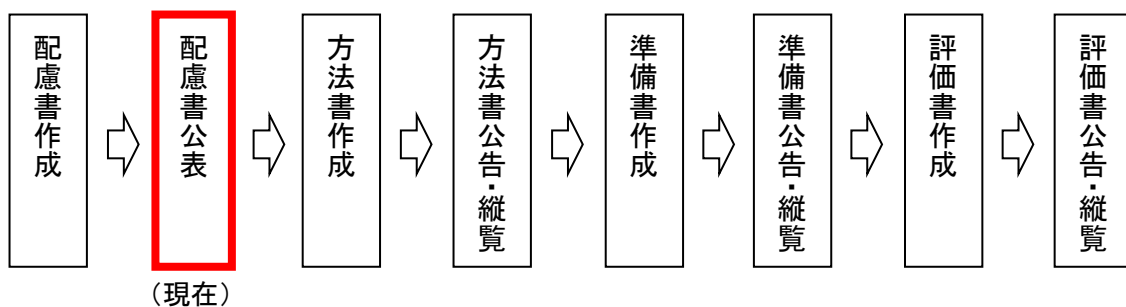 配慮書作成
配慮書公表
方法書作成
方法書公告・縦覧
準備書作成
準備書公告・縦覧
評価書作成
評価書公告・縦覧
（現在）